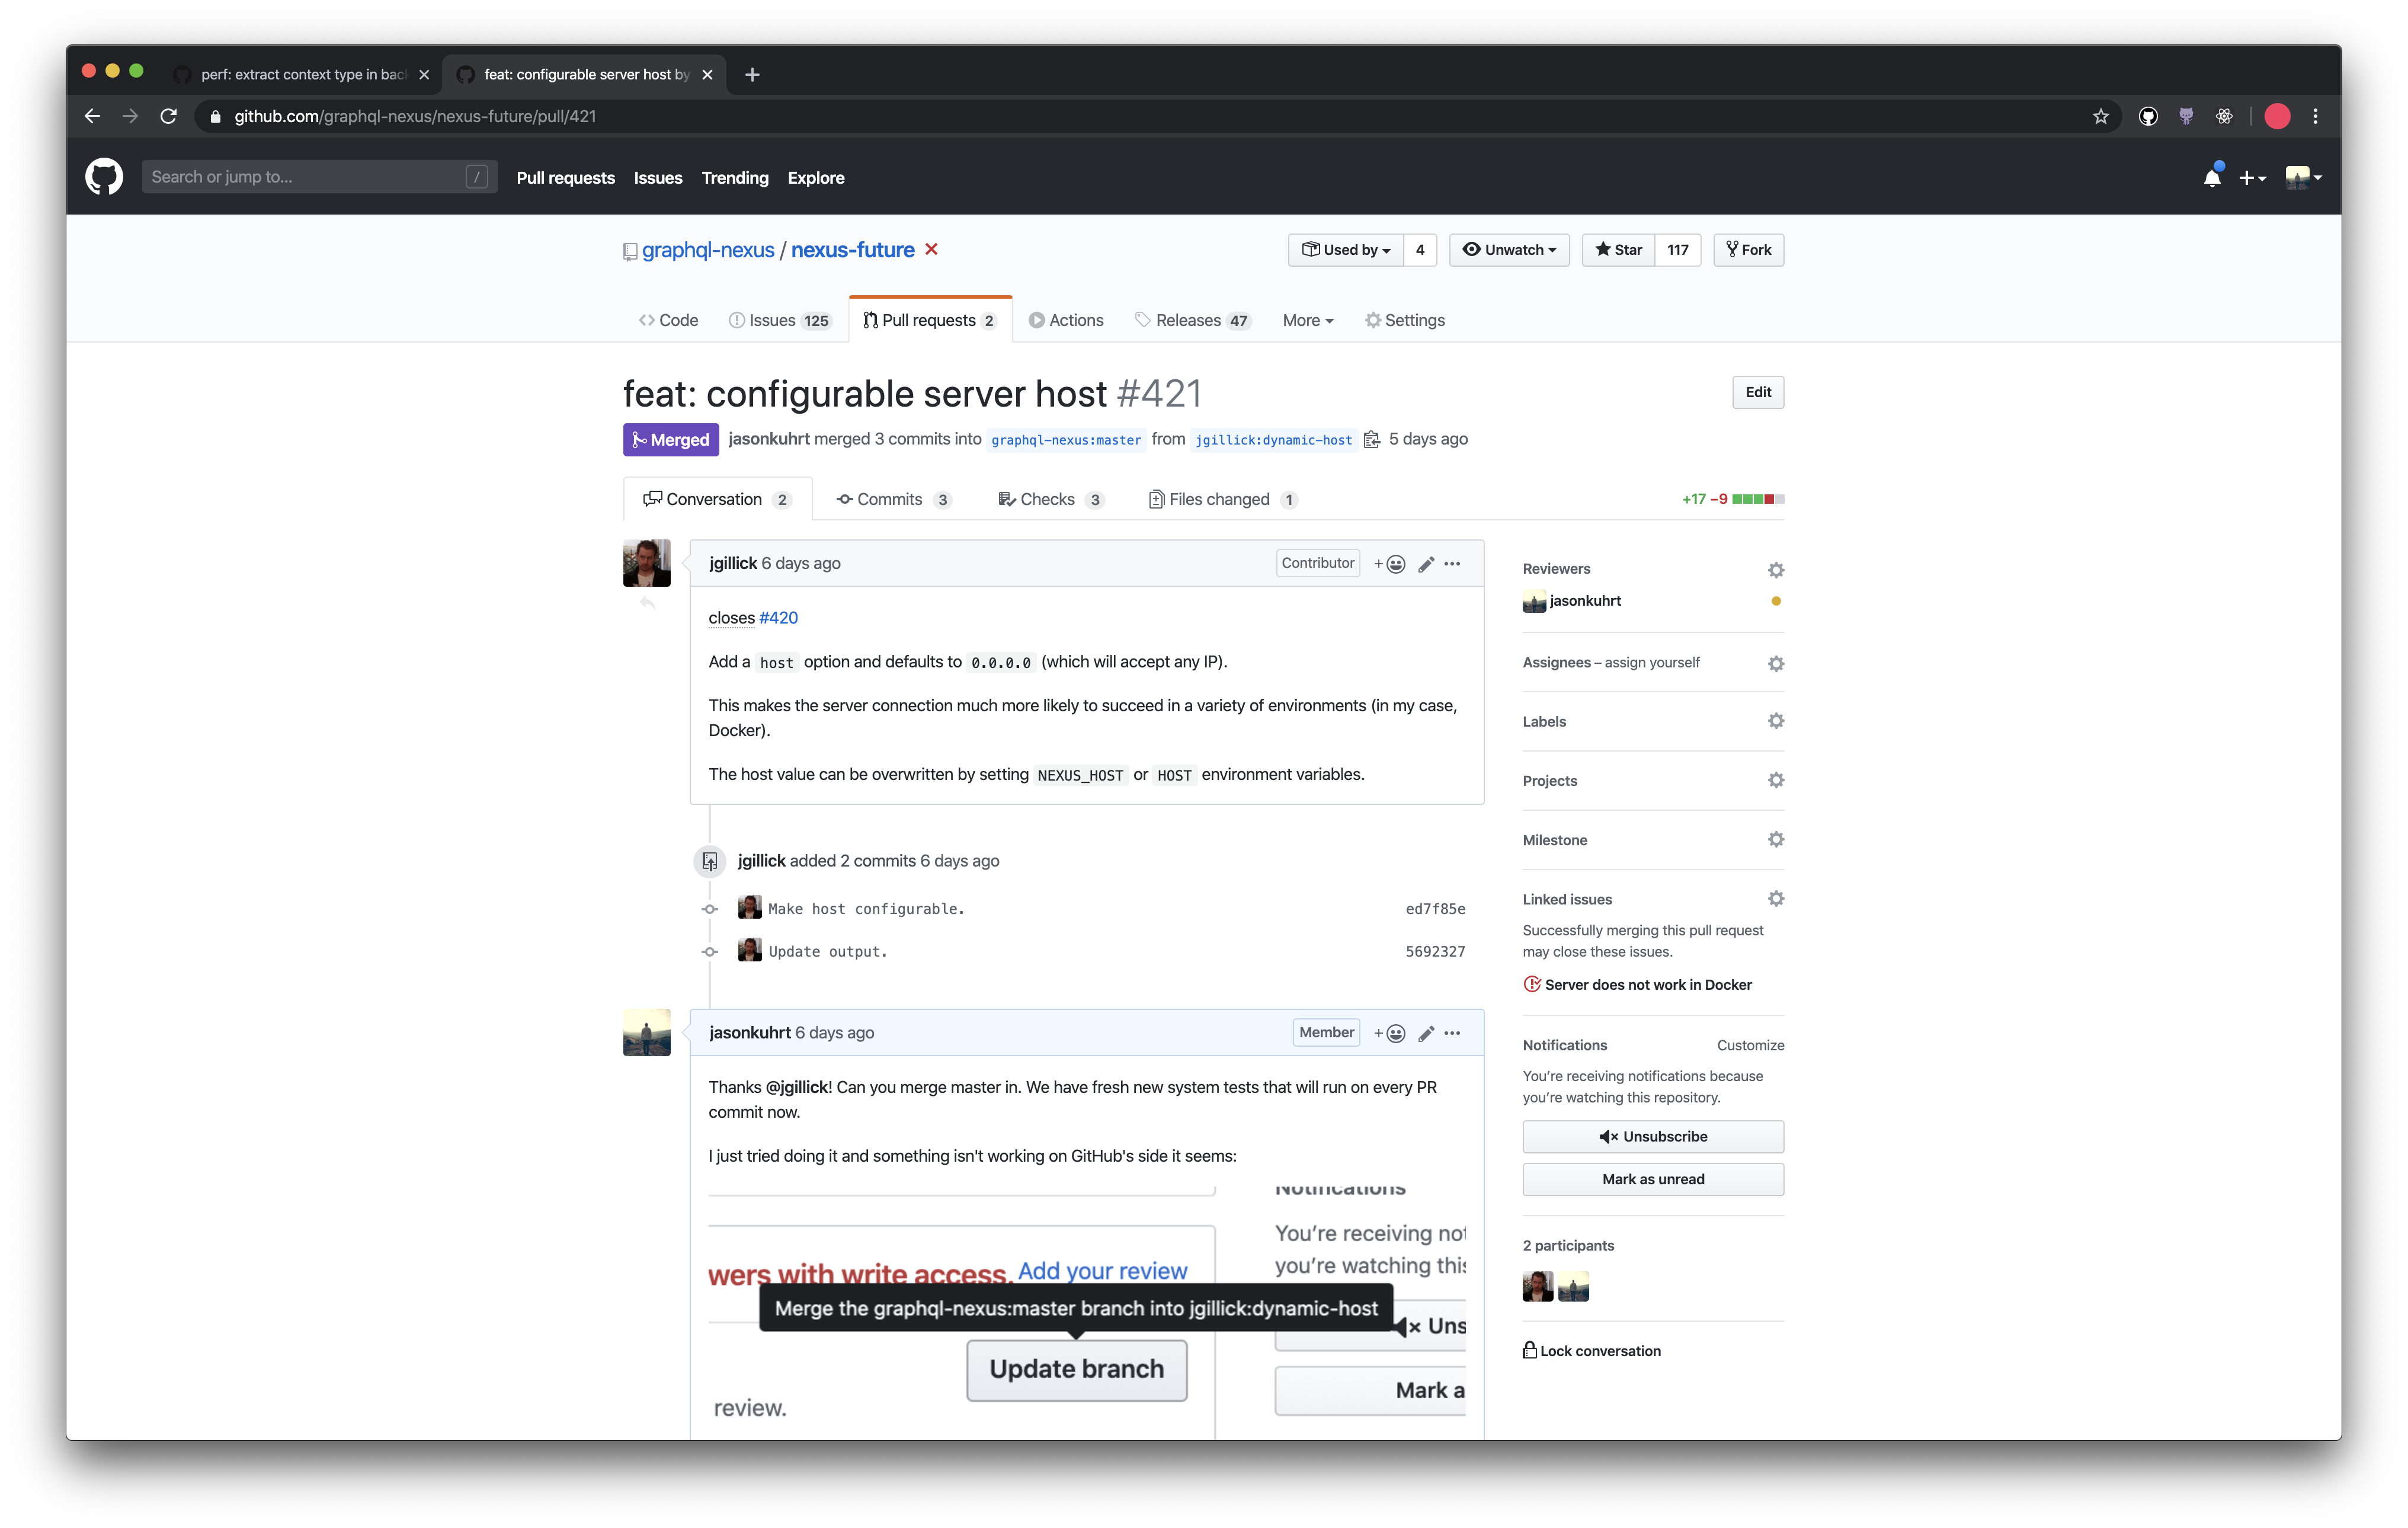 perf: extract context type in back
feat: configurable server host by
github.com/graphql-nexus/nexus-future/pull/421
Search or jump to... /
Pull requests Issues Trending Explore
graphql-nexus / nexus-future
Used by 4 Unwatch Star 117 Fork
Code Issues 125 Pull requests 2 Actions Releases 47 More Settings
feat: configurable server host #421
Edit
Merged jasonkuhrt merged 3 commits into graphql-nexus:master from jgillick:dynamic-host 5 days ago
Conversation 2 Commits 3 Checks 3 Files changed 1 +17 −9
jgillick 6 days ago Contributor
closes #420
Add a host option and defaults to 0.0.0.0 (which will accept any IP).
This makes the server connection much more likely to succeed in a variety of environments (in my case,
Docker).
The host value can be overwritten by setting NEXUS_HOST or HOST environment variables.
jgillick added 2 commits 6 days ago
Make host configurable. ed7f85e
Update output. 5692327
jasonkuhrt 6 days ago Member
Thanks @jgillick! Can you merge master in. We have fresh new system tests that will run on every PR
commit now.
I just tried doing it and something isn't working on GitHub's side it seems:
Notifications
You're receiving not
you're watching this
wers with write access. Add your review
Merge the graphql-nexus:master branch into jgillick:dynamic-host
Uns
Update branch
Mark a
review.
Reviewers
jasonkuhrt
Assignees – assign yourself
Labels
Projects
Milestone
Linked issues
Successfully merging this pull request
may close these issues.
Server does not work in Docker
Notifications Customize
You're receiving notifications because
you're watching this repository.
Unsubscribe
Mark as unread
2 participants
Lock conversation